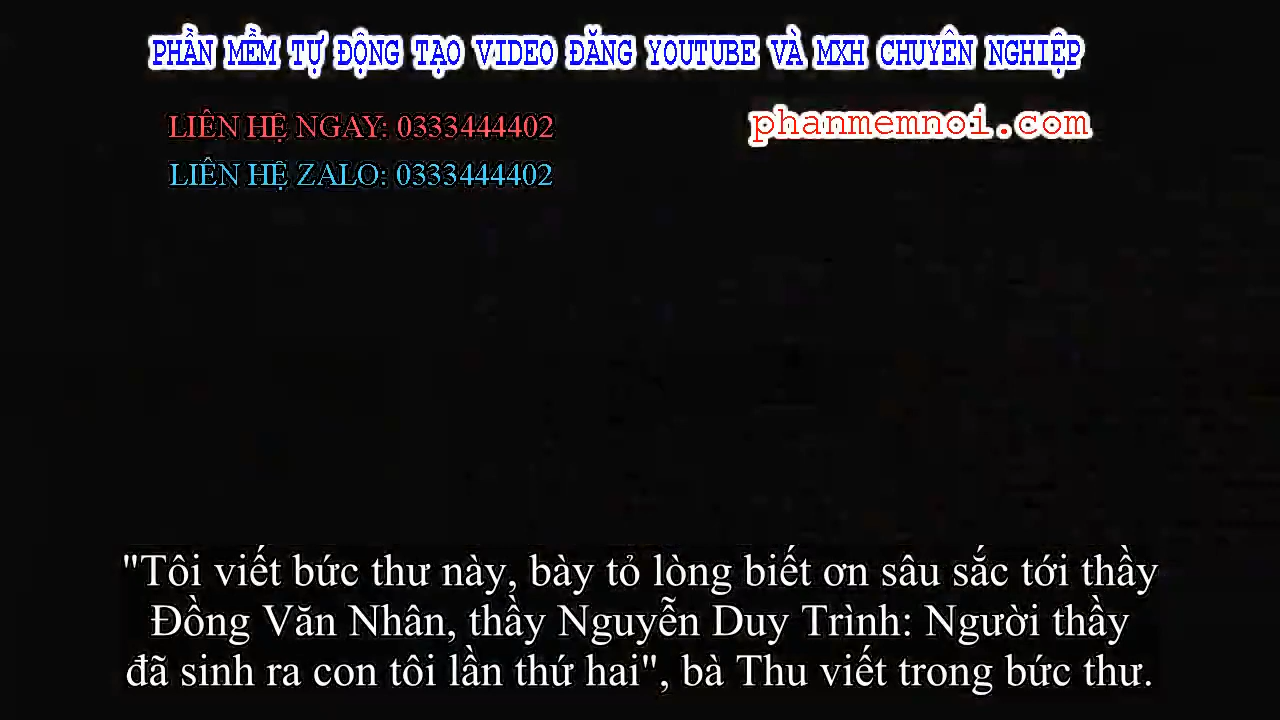 PHẦN MỀM TỰ ĐỘNG TẠO VIDEO ĐĂNG YOUTUBE VÀ MXH CHUYÊN NGHIỆP
LIÊN HỆ NGAY: 0333444402
phanmemnoi.com
LIÊN HỆ ZALO: 0333444402
"Tôi viết bức thư này, bày tỏ lòng biết ơn sâu sắc tới thầy
Đồng Văn Nhân, thầy Nguyễn Duy Trình: Người thầy
đã sinh ra con tôi lần thứ hai", bà Thu viết trong bức thư.